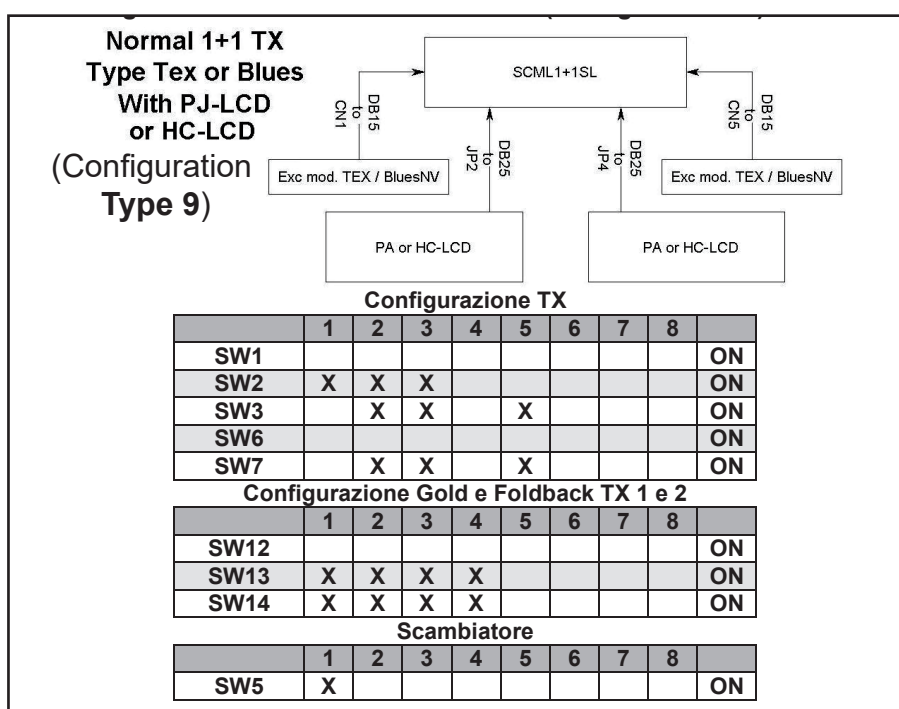 Normal 1+1 TX
Type Tex or Blues
With PJ-LCD
or HC-LCD
(Configuration
Type 9)
SCML1+1SL
DB15
to
CN1
DB25
to
JP2
DB25
to
JP4
DB15
to
CN5
Exc mod. TEX / BluesNV
Exc mod. TEX / BluesNV
PA or HC-LCD
PA or HC-LCD
Configurazione TX
1 2 3 4 5 6 7 8
SW1 ON
SW2 X X X ON
SW3 X X X ON
SW6 ON
SW7 X X X ON
Configurazione Gold e Foldback TX 1 e 2
1 2 3 4 5 6 7 8
SW12 ON
SW13 X X X X ON
SW14 X X X X ON
Scambiatore
1 2 3 4 5 6 7 8
SW5 X ON